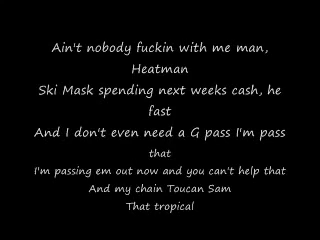 Ain't nobody fuckin with me man,
Heatman
Ski Mask spending next weeks cash, he
fast
And I don't even need a G pass I'm pass
that
I'm passing em out now and you can't help that
And my chain Toucan Sam
That tropical